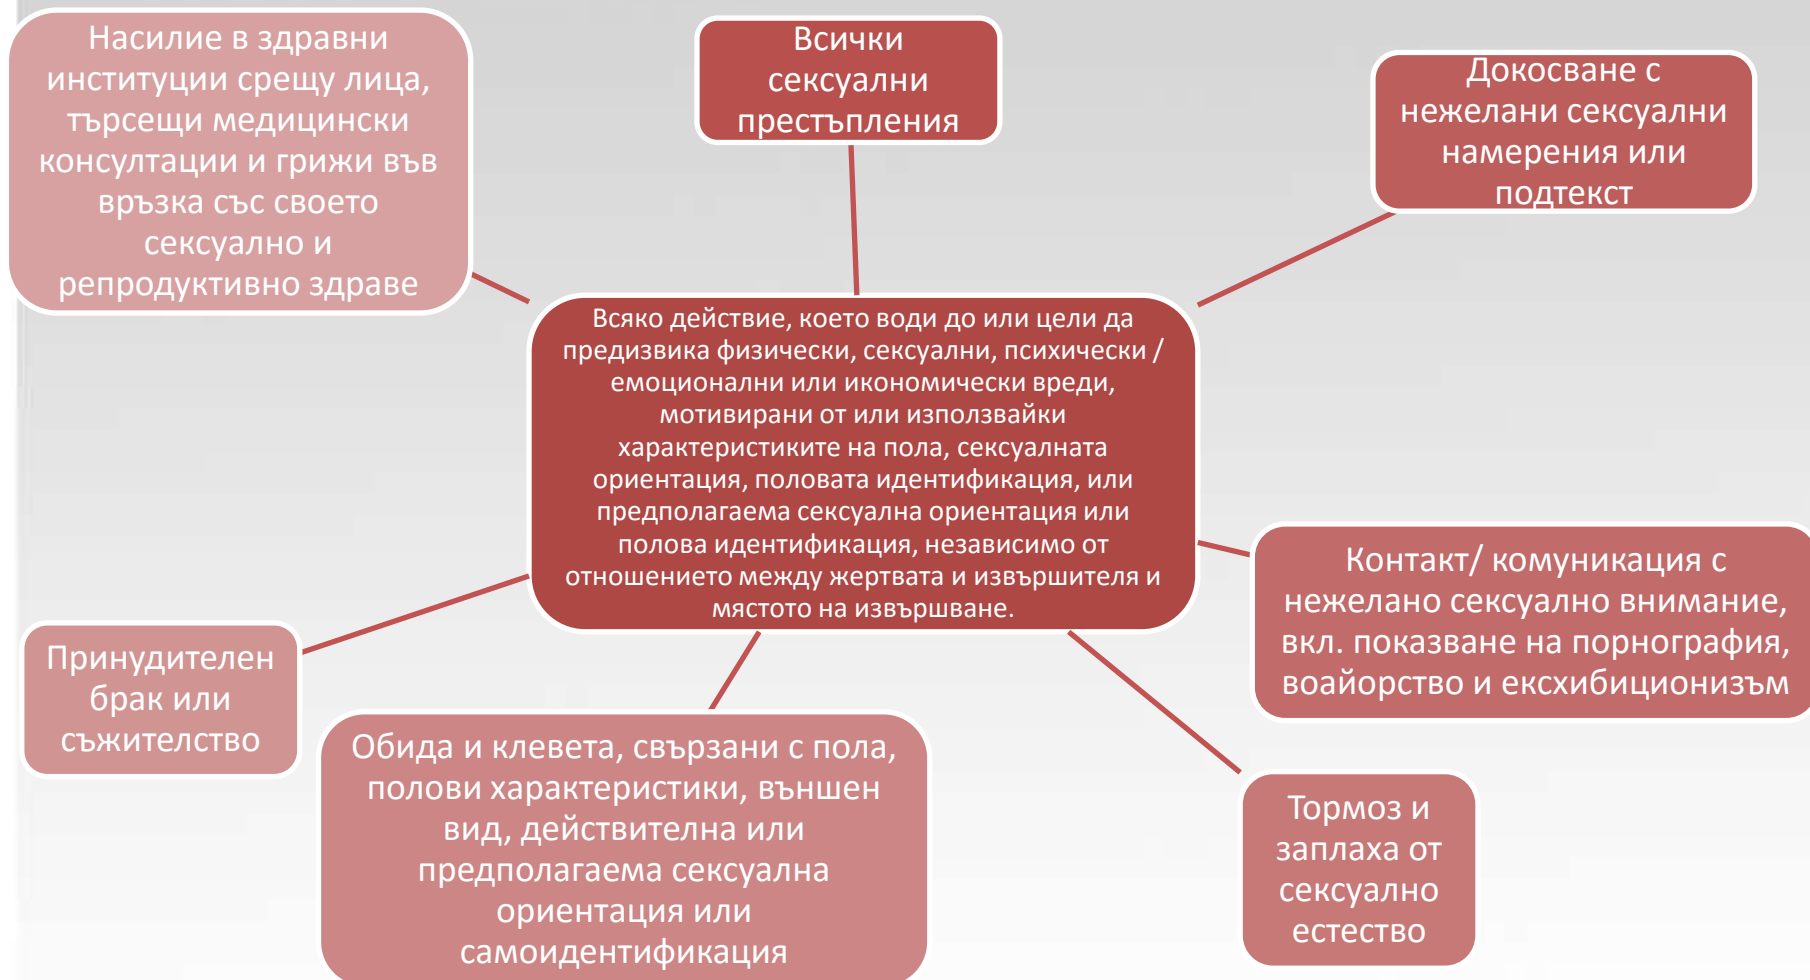 Насилие в здравни
институции срещу лица,
търсещи медицински
консултации и грижи във
връзка със своето
сексуално и
репродуктивно здраве
Всички
сексуални
престъпления
Докосване с
нежелани сексуални
намерения или
подтекст
Всяко действие, което води до или цели да
предизвика физически, сексуални, психически /
емоционални или икономически вреди,
мотивирани от или използвайки
характеристиките на пола, сексуалната
ориентация, половата идентификация, или
предполагаема сексуална ориентация или
полова идентификация, независимо от
отношението между жертвата и извършителя и
мястото на извършване.
Контакт/ комуникация с
нежелано сексуално внимание,
вкл. показване на порнография,
воайорство и ексхибиционизъм
Принудителен
брак или
съжителство
Обида и клевета, свързани с пола,
полови характеристики, външен
вид, действителна или
предполагаема сексуална
ориентация или
самоидентификация
Тормоз и
заплаха от
сексуално
естество